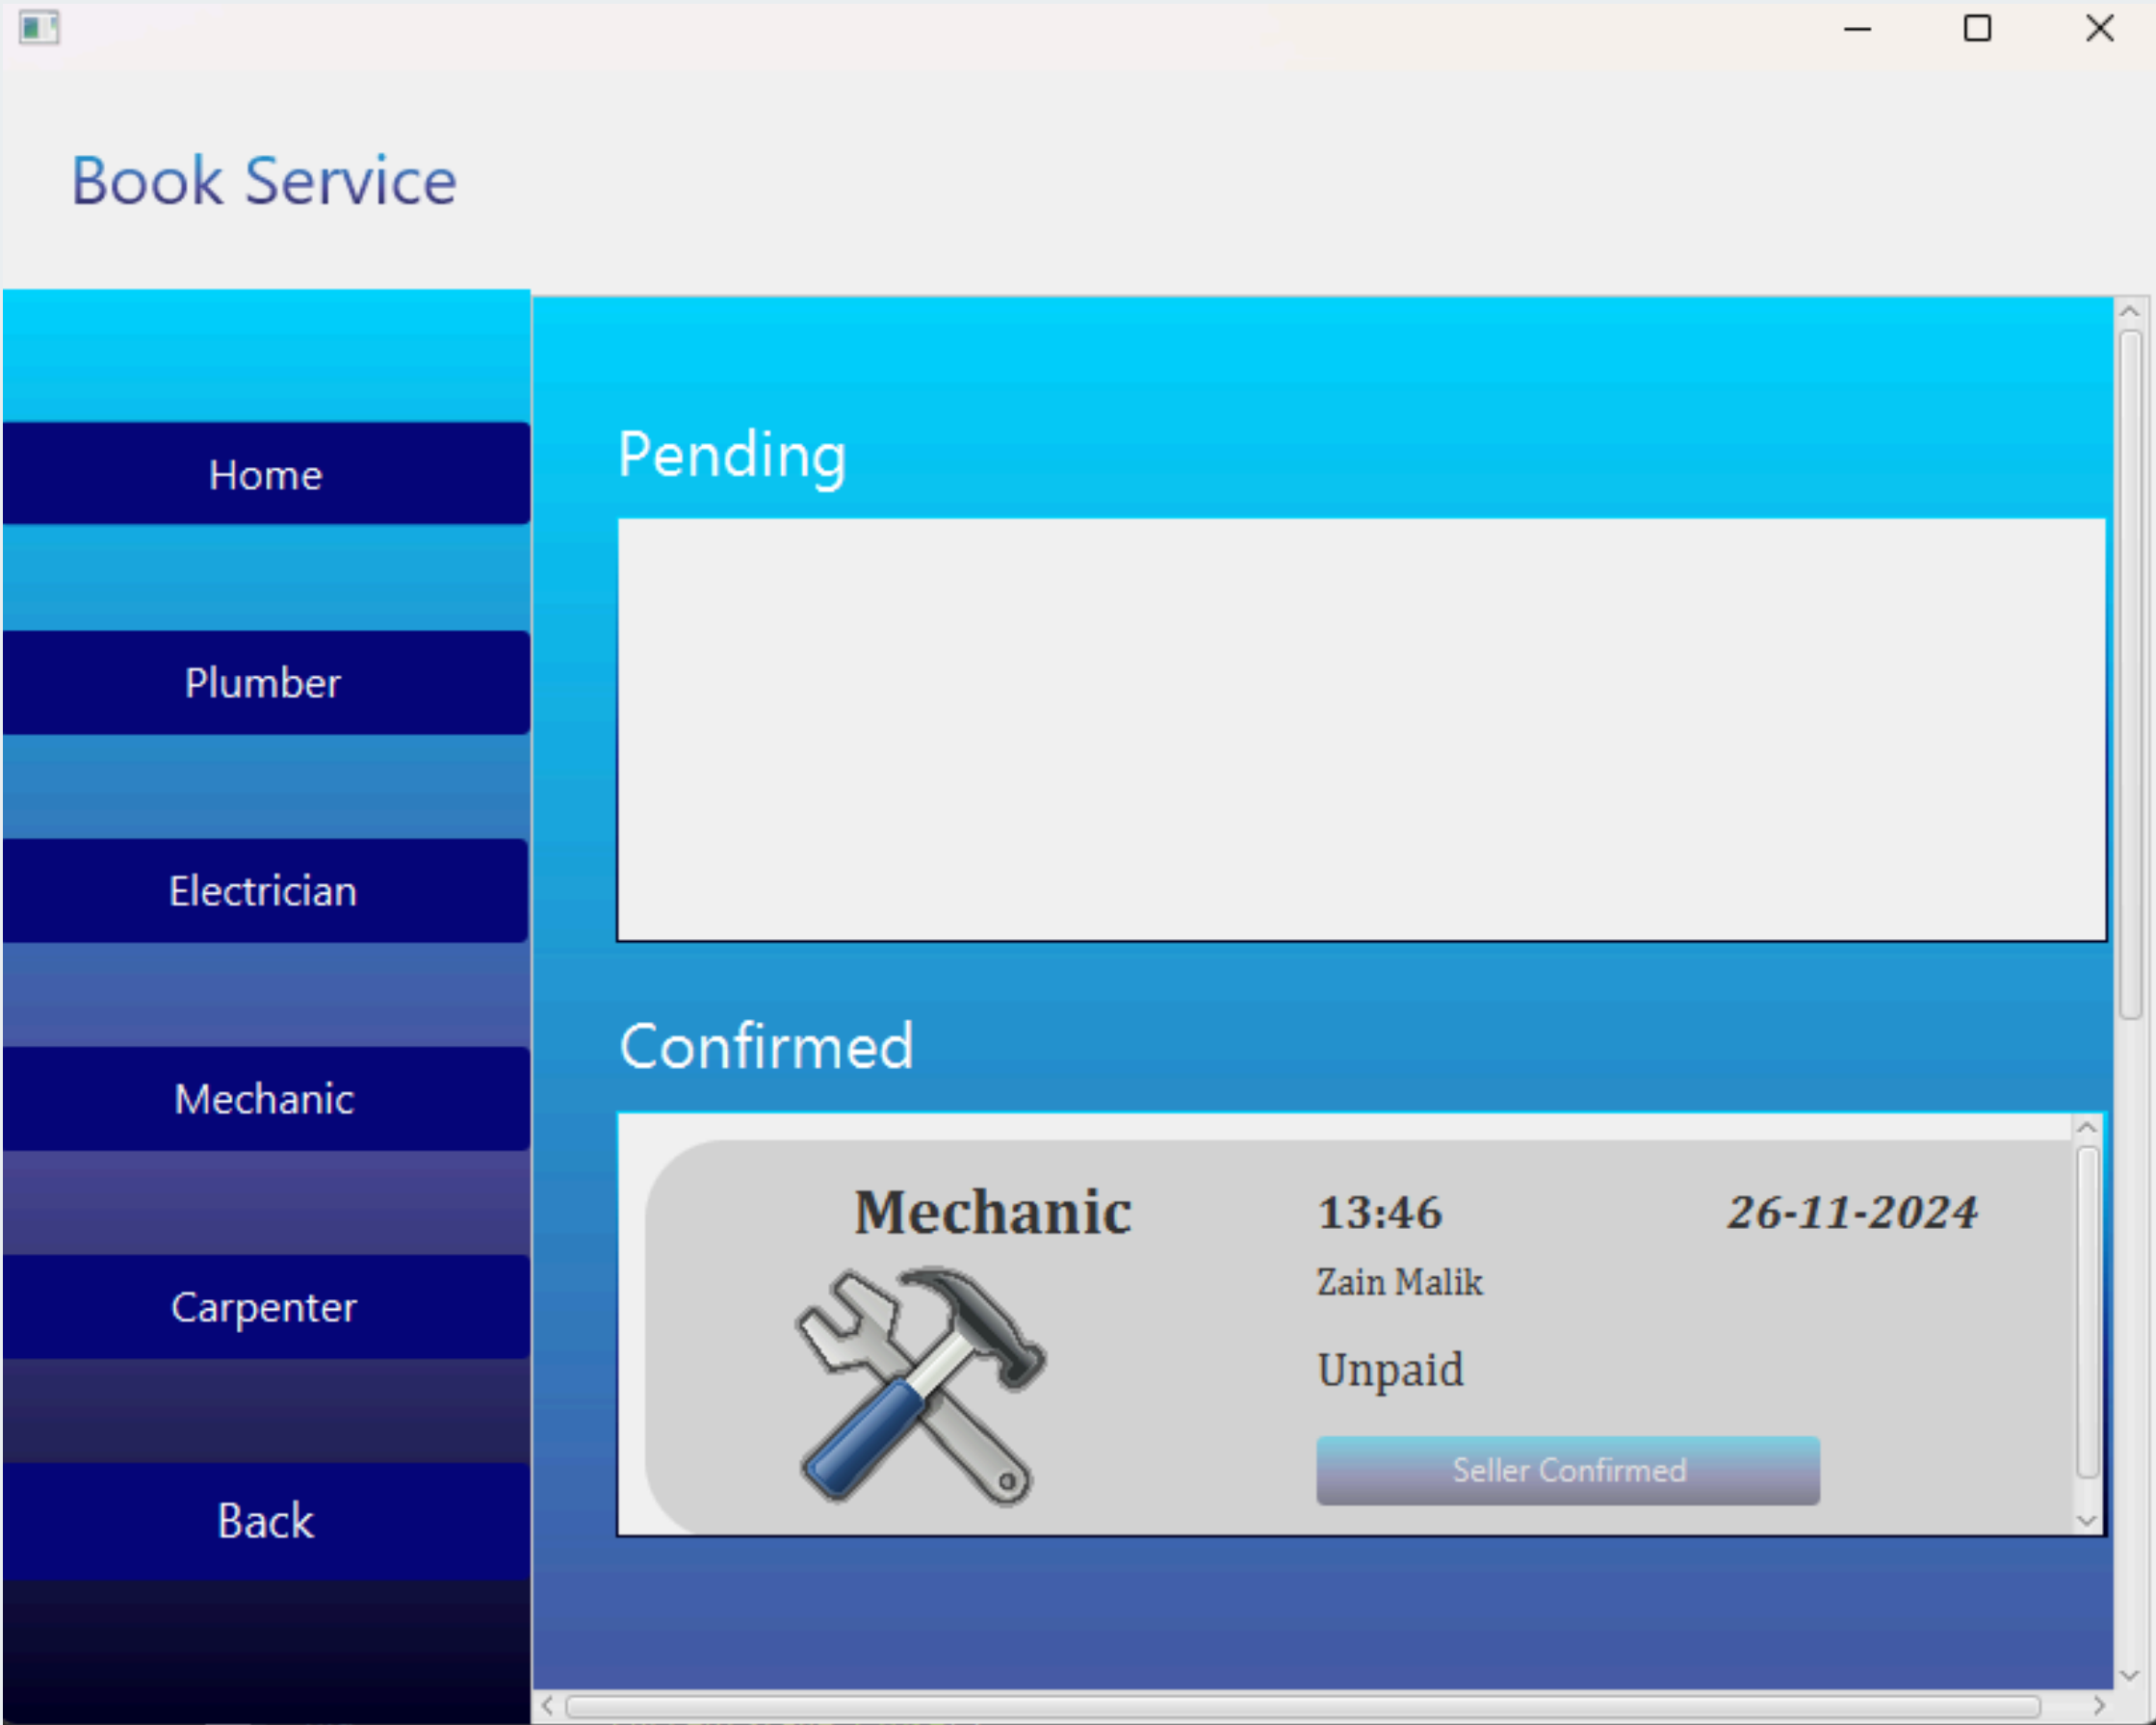 Book Service
Home
Plumber
Electrician
Mechanic
Carpenter
Back
Pending
Confirmed
Mechanic
13:46
26-11-2024
Zain Malik
Unpaid
Seller Confirmed